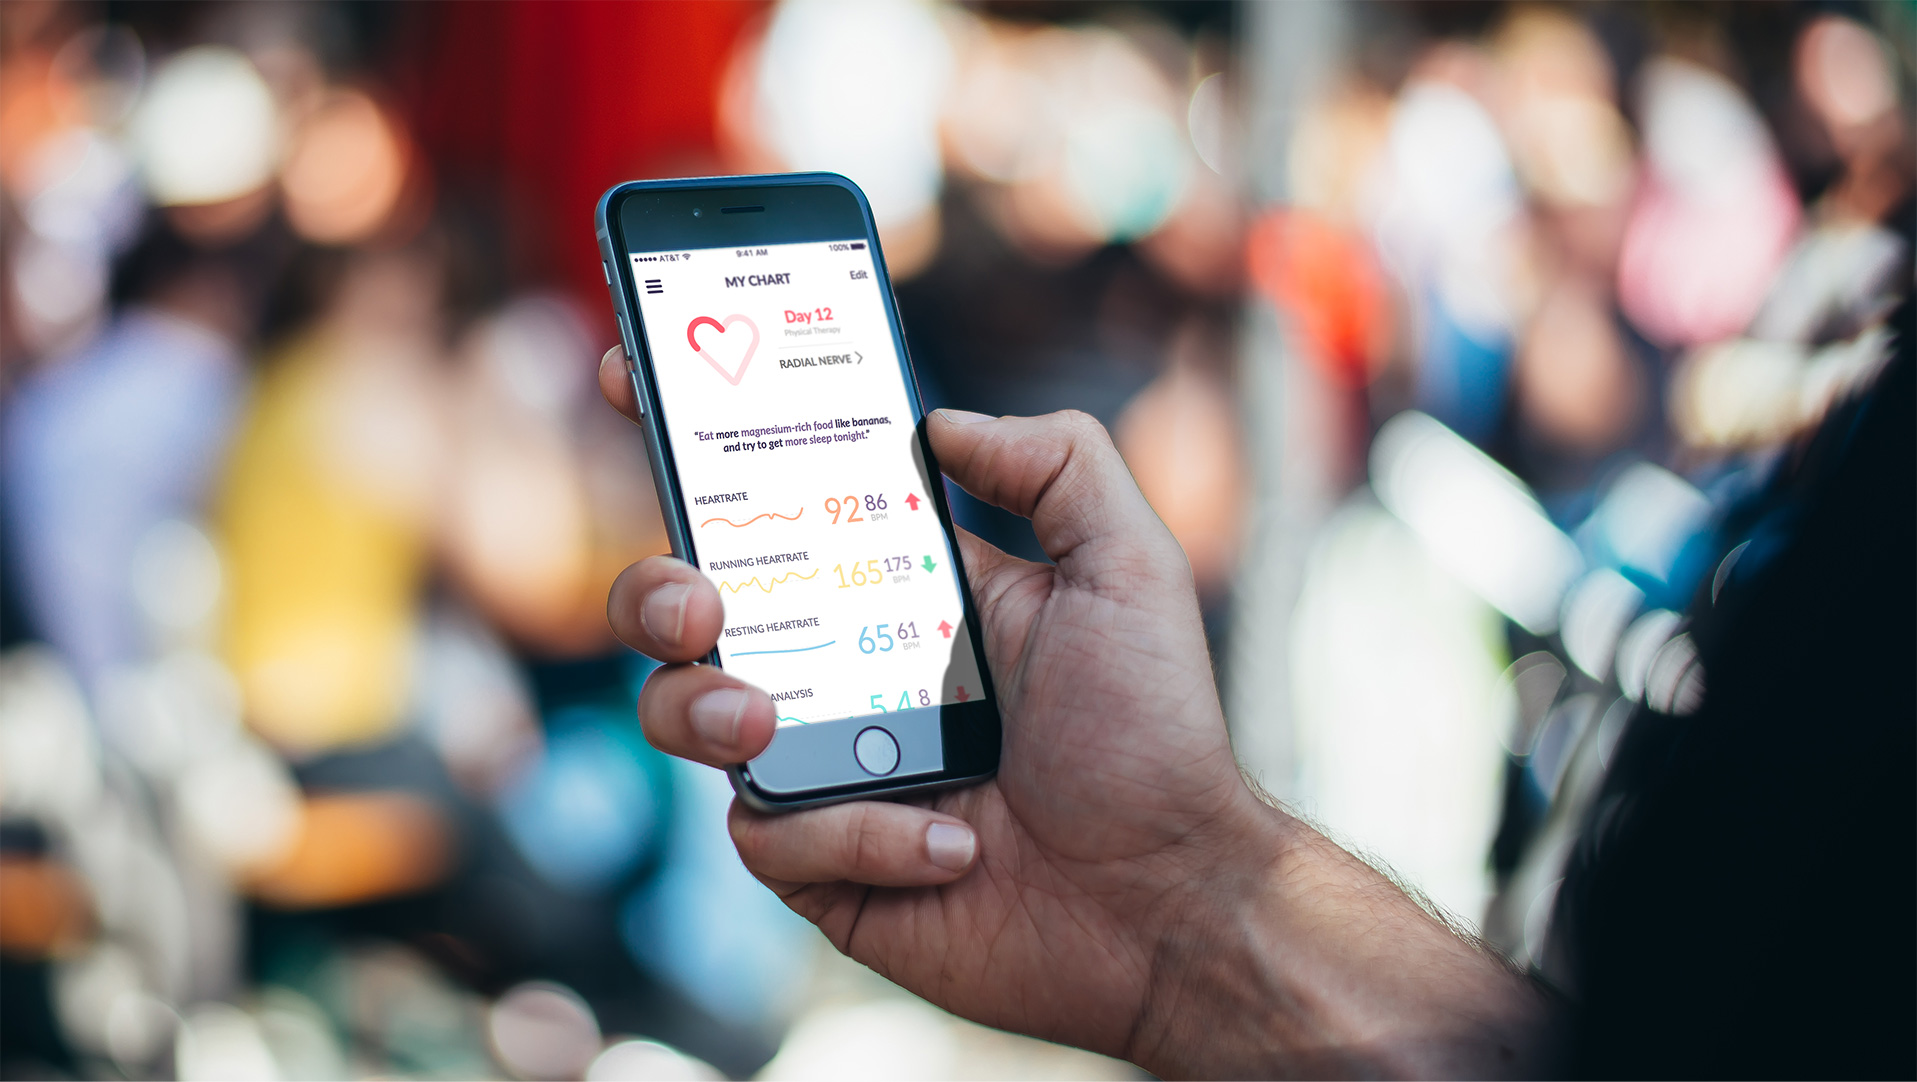 AT&T 9:41 AM 100%
MY CHART Edit
Day 12
Physical Therapy
RADIAL NERVE
“Eat more magnesium-rich food like bananas,
and try to get more sleep tonight.”
HEARTRATE 92 86
BPM
RUNNING HEARTRATE 165 175
BPM
RESTING HEARTRATE 65 61
BPM
ANALYSIS 5.4 8